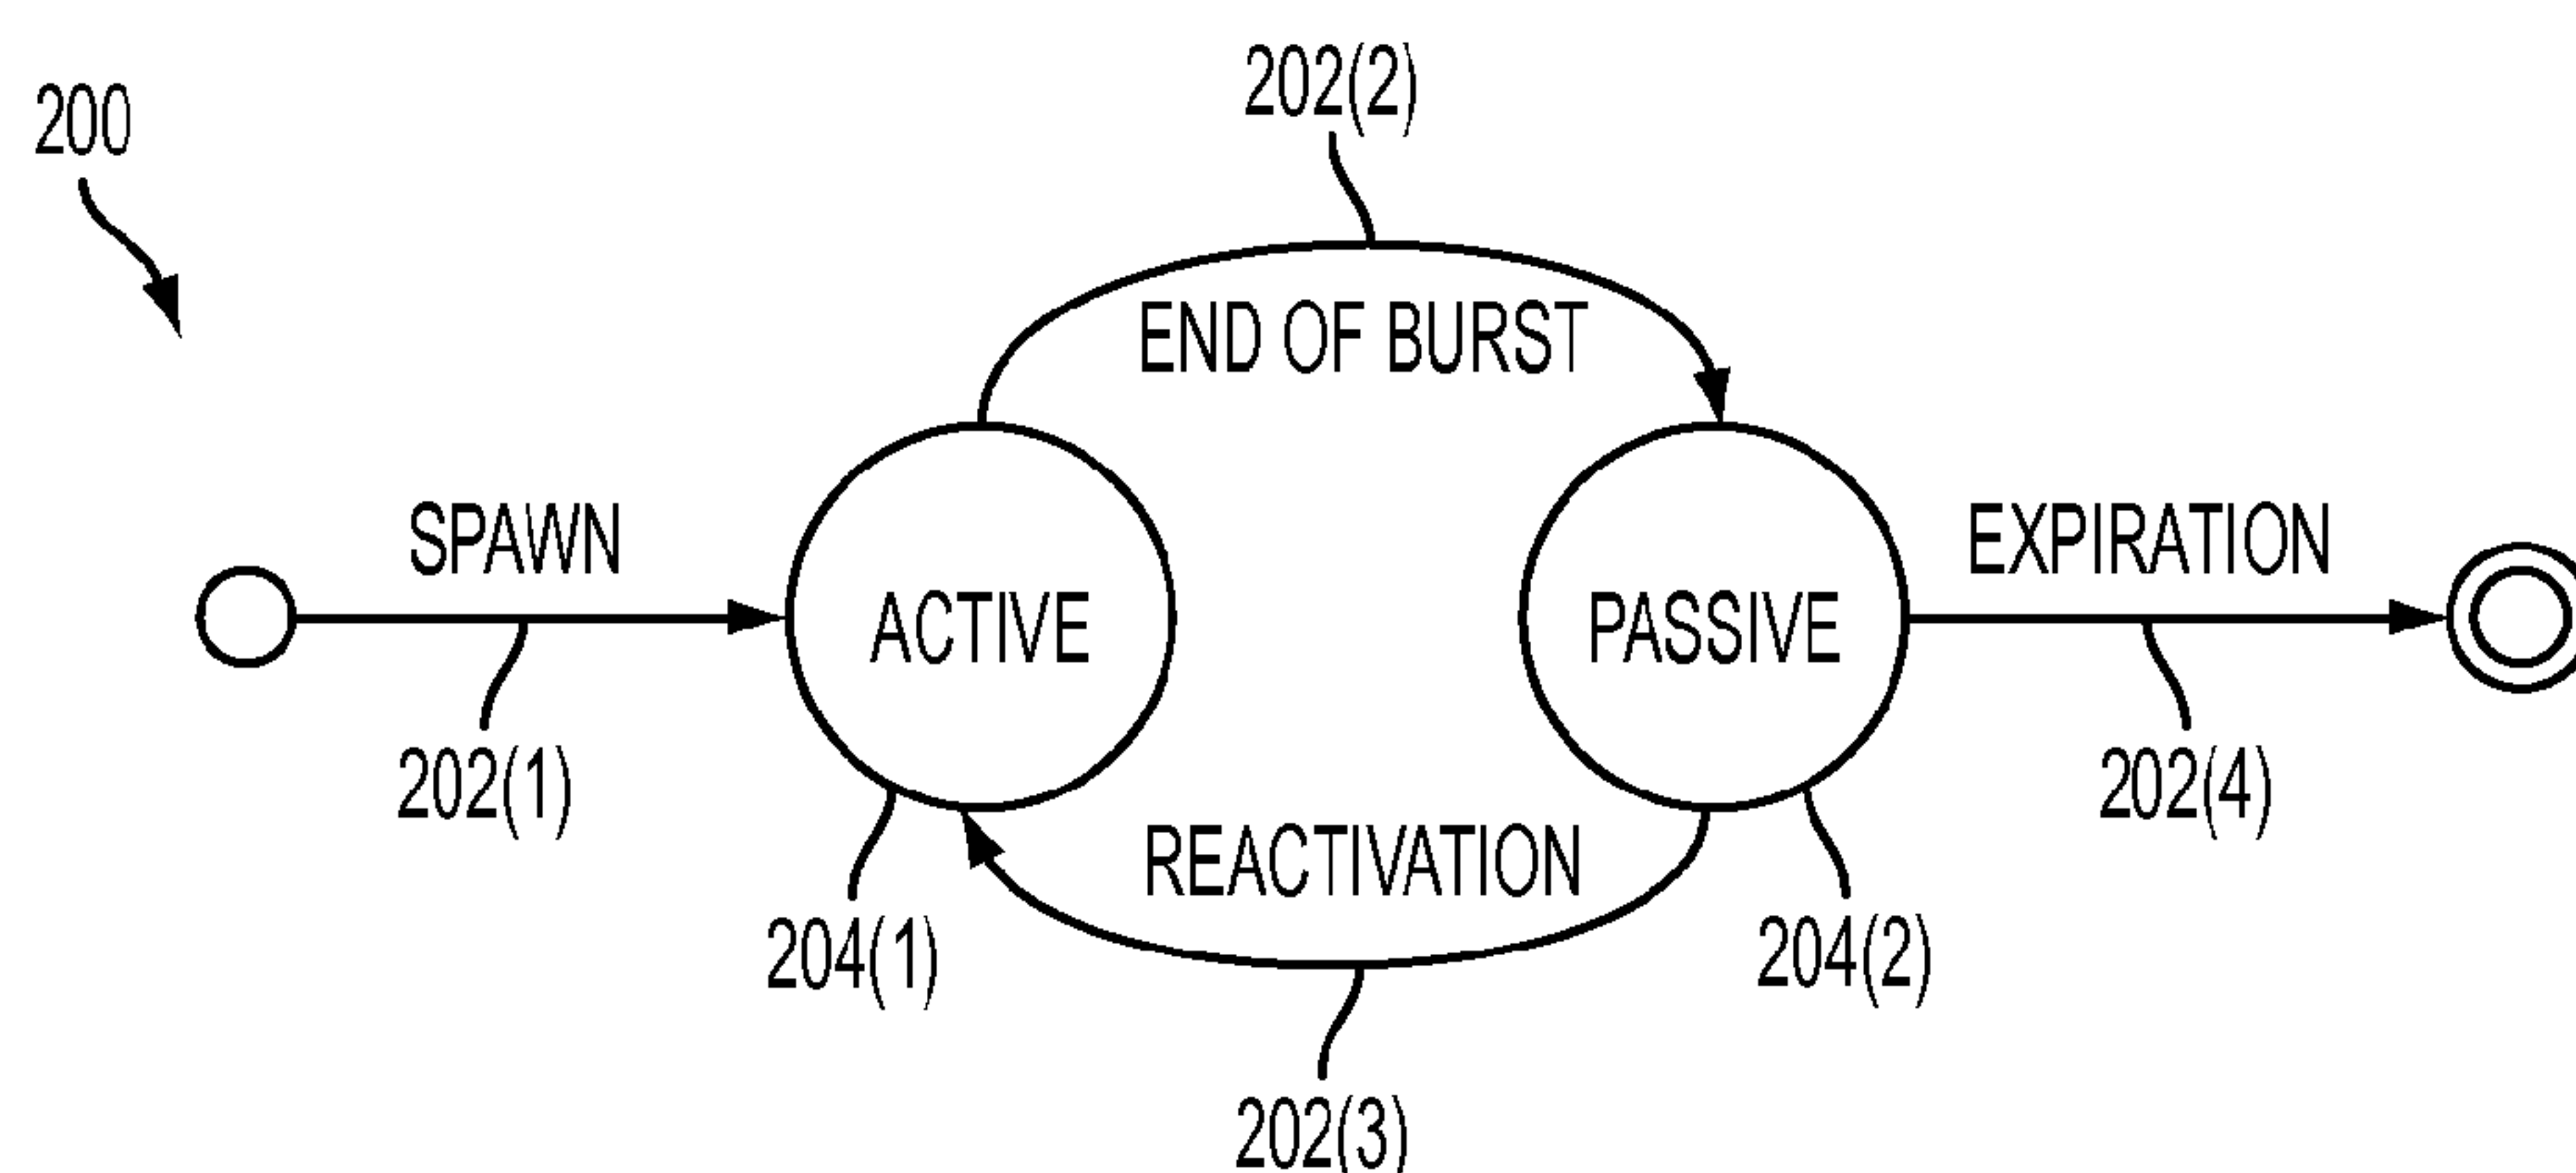 202(2)
200
END OF BURST
SPAWN
EXPIRATION
ACTIVE
PASSIVE
202(1)
202(4)
REACTIVATION
204(1)
204(2)
202(3)